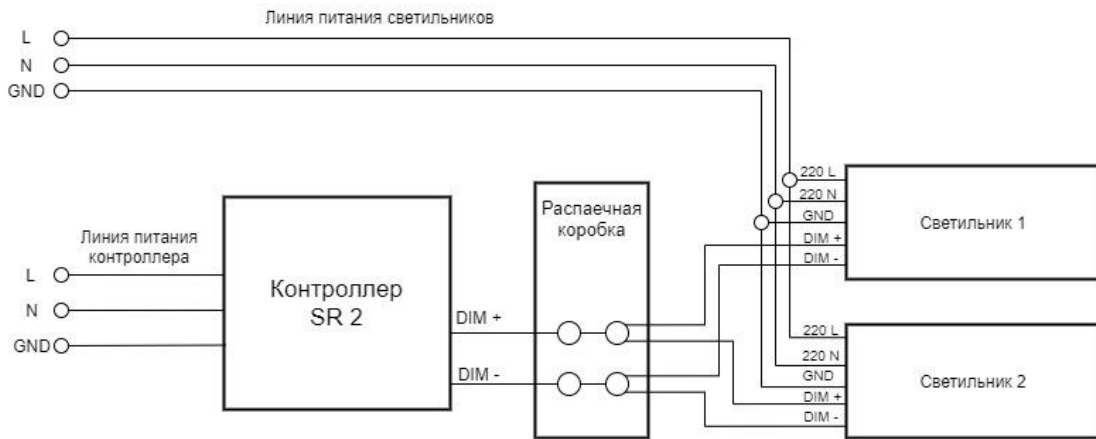 Линия питания светильников
L
N
GND
220 L
220 N
GND
DIM +
DIM -
Светильник 1
Распаечная
коробка
Линия питания
контроллера
L
N
GND
Контроллер
SR 2
DIM +
DIM -
220 L
220 N
GND
DIM +
DIM -
Светильник 2